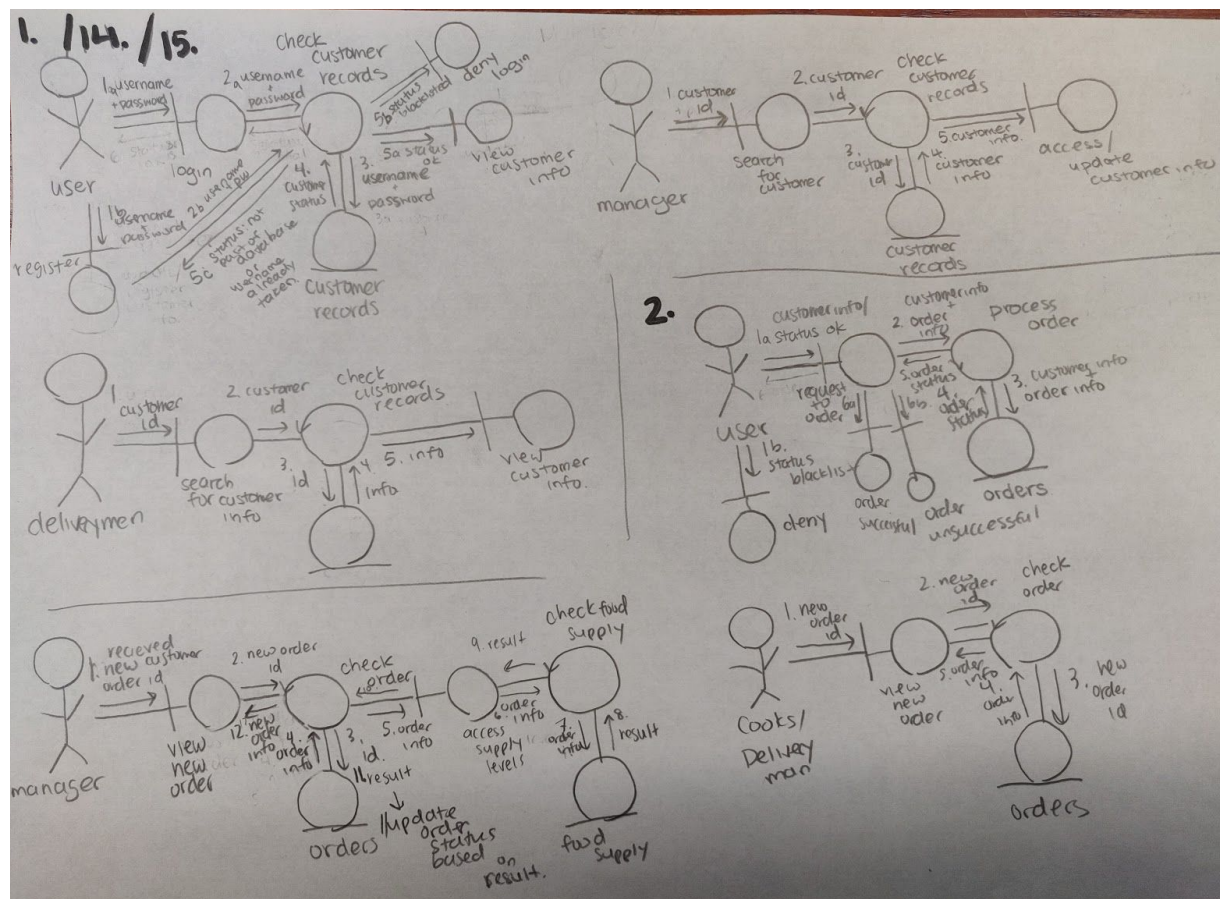 1. /14. /15.
check
customer
records
1a username
+ password
2a username
+
password
5b status
blacklisted
deny
login
5a status
ok
view
customer
info
login
user
3.
username
+
password
4.
customer
status
1b
username
+
password
2b username
pw
register
5c
status: not
part of
database
or
username
already
taken.
customer
records
1 customer
id
2. customer
id
check
customer
records
5. customer
info.
search
for
customer
3.
customer
id
4.
customer
info
access/
update
customer info
manager
customer
records
1.
customer
id
2. customer
id
check
customer
records
3.
id
4.
info
5. info
search
for customer
info
view
customer
info.
deliverymen
2.
customer info/
1a status ok
customer info
+
2. order
info
process
order
5. order
status
4.
order
status
3. customer info
order info
request
to
order
6a
6b.
user
1b.
status
blacklist
deny
order
successful
order
unsuccessful
orders
recieved
1. new customer
order id
2. new order
id
check
order
9. result
check food
supply
10.
12. new
order
info
4.
order
info
3.
id.
5. order
info
6. order
info
access
supply
levels
7.
order
info
8.
result
view
new
order
manager
11. result
11 update
order
status
based
on
result.
orders
food
supply
1. new
order
id
2. new
order
id
check
order
5. order
info
4.
order
info
3. new
order
id
view
new
order
cooks/
Delivery
man
orders